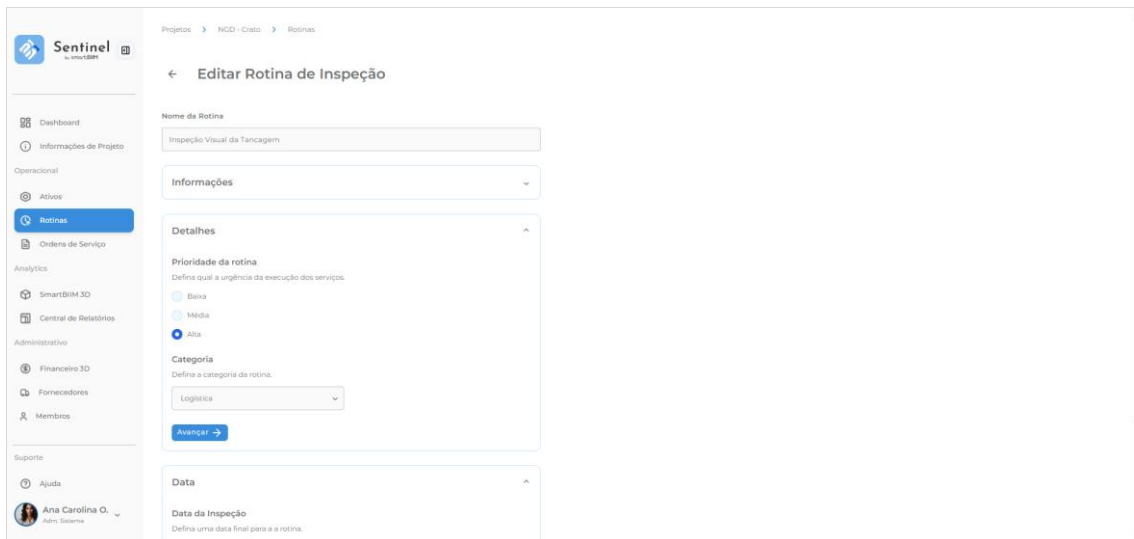 Sentinel
by smartBIIM
Dashboard
Informações de Projeto
Operacional
Ativos
Rotinas
Ordens de Serviço
Analytics
SmartBIIM 3D
Central de Relatórios
Administrativo
Financeiro 3D
Fornecedores
Membros
Suporte
Ajuda
Ana Carolina O.
Adm. Sistema
Projetos > NGD - Crato > Rotinas
Editar Rotina de Inspeção
Nome da Rotina
Inspeção Visual da Tancagem
Informações
Detalhes
Prioridade da rotina
Defina qual a urgência da execução dos serviços.
Baixa
Média
Alta
Categoria
Defina a categoria da rotina.
Logística
Avançar →
Data
Data da Inspeção
Defina uma data final para a a rotina.